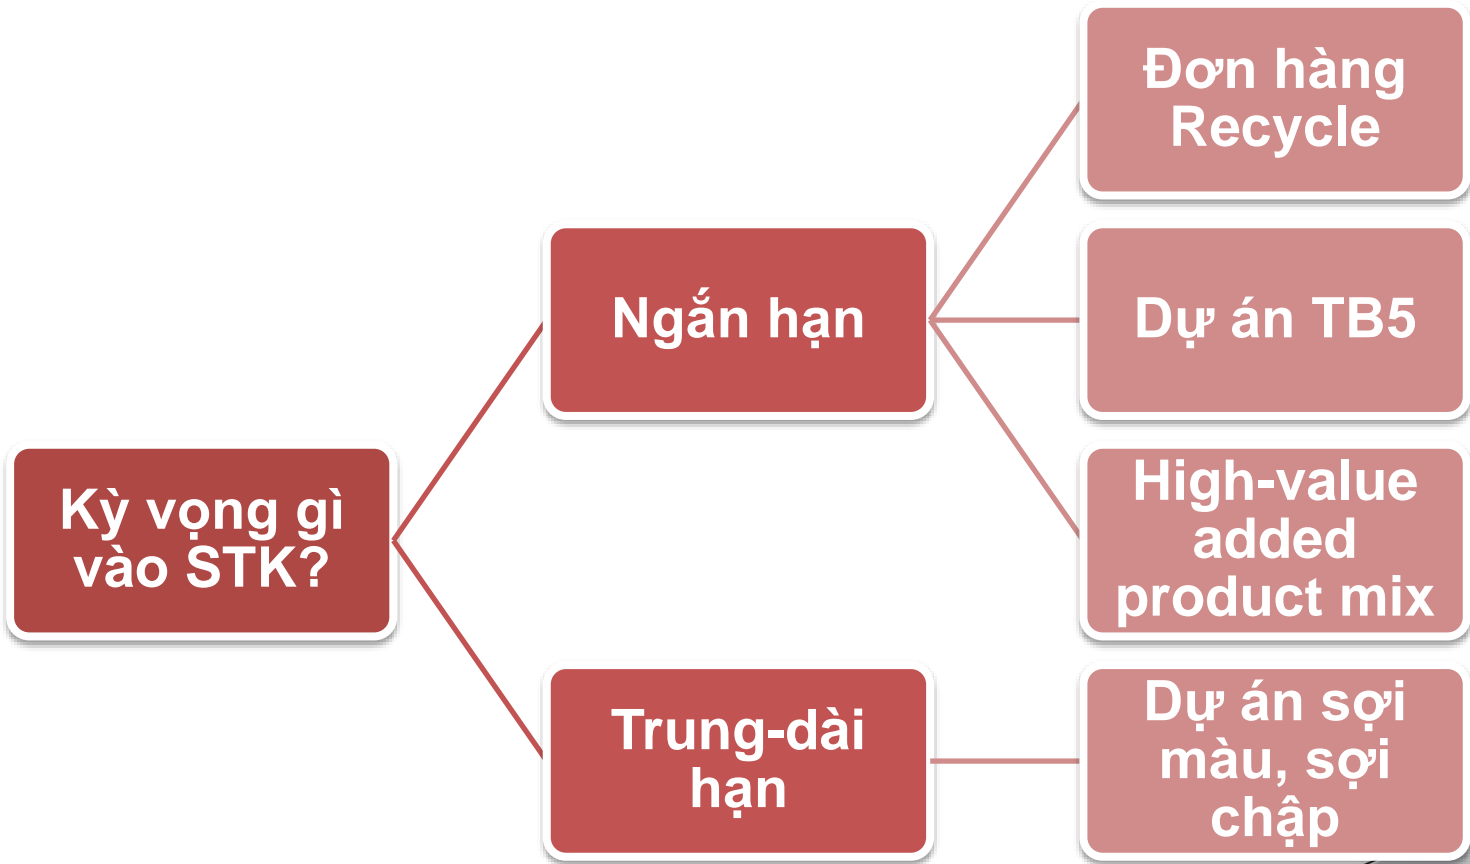 Kỳ vọng gì
vào STK?
Ngắn hạn
Đơn hàng
Recycle
Dự án TB5
High-value
added
product mix
Trung-dài
hạn
Dự án sợi
màu, sợi
chập